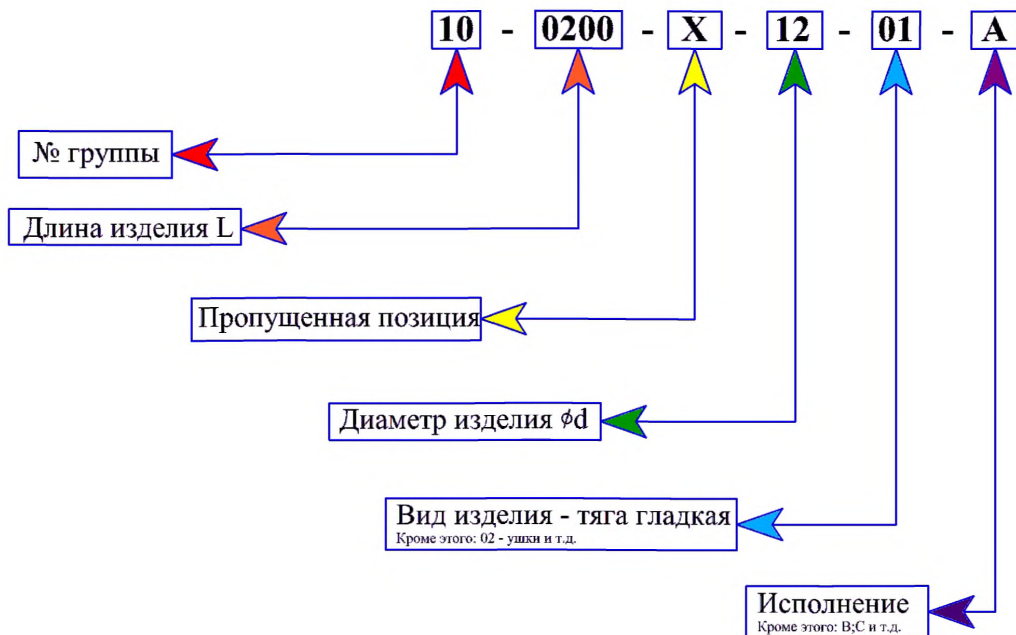 10 - 0200 - X - 12 - 01 - A
№ группы
Длина изделия L
Пропущенная позиция
Диаметр изделия ϕd
Вид изделия - тяга гладкая
Кроме этого: 02 - ушки и т.д.
Исполнение
Кроме этого: B;C и т.д.